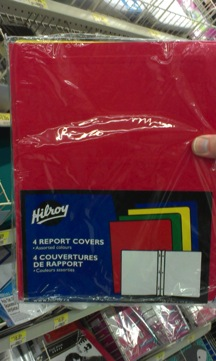 Hilroy
4 REPORT COVERS
• Assorted colours
4 COUVERTURES
DE RAPPORT
• Couleurs assorties